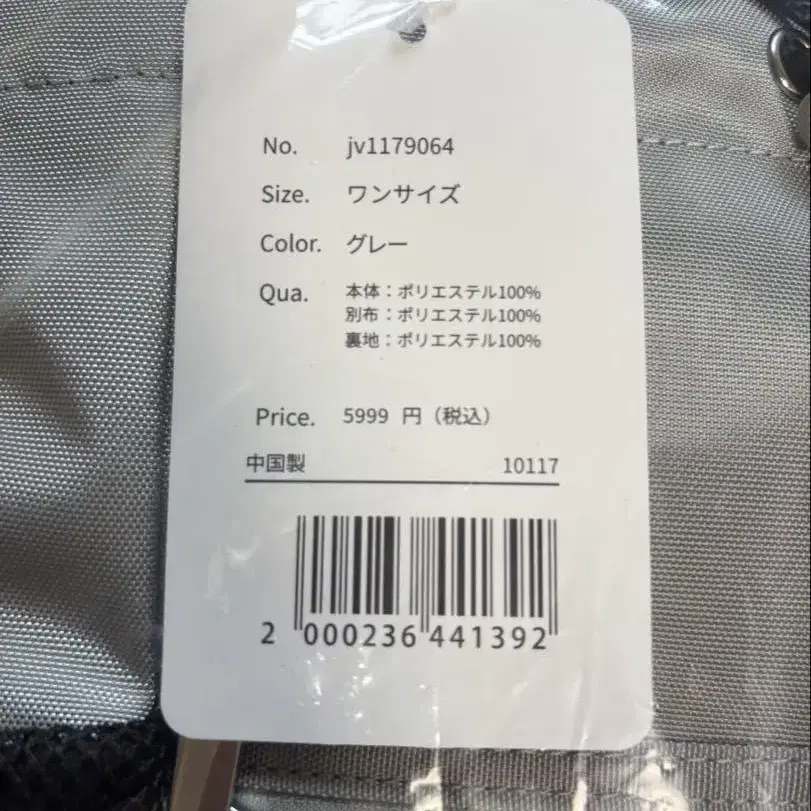 No. jv1179064
Size. ワンサイズ
Color. グレー
Qua. 本体：ポリエステル100%
別布：ポリエステル100%
裏地：ポリエステル100%
Price. 5999 円（税込）
中国製 10117
2 000236 441392